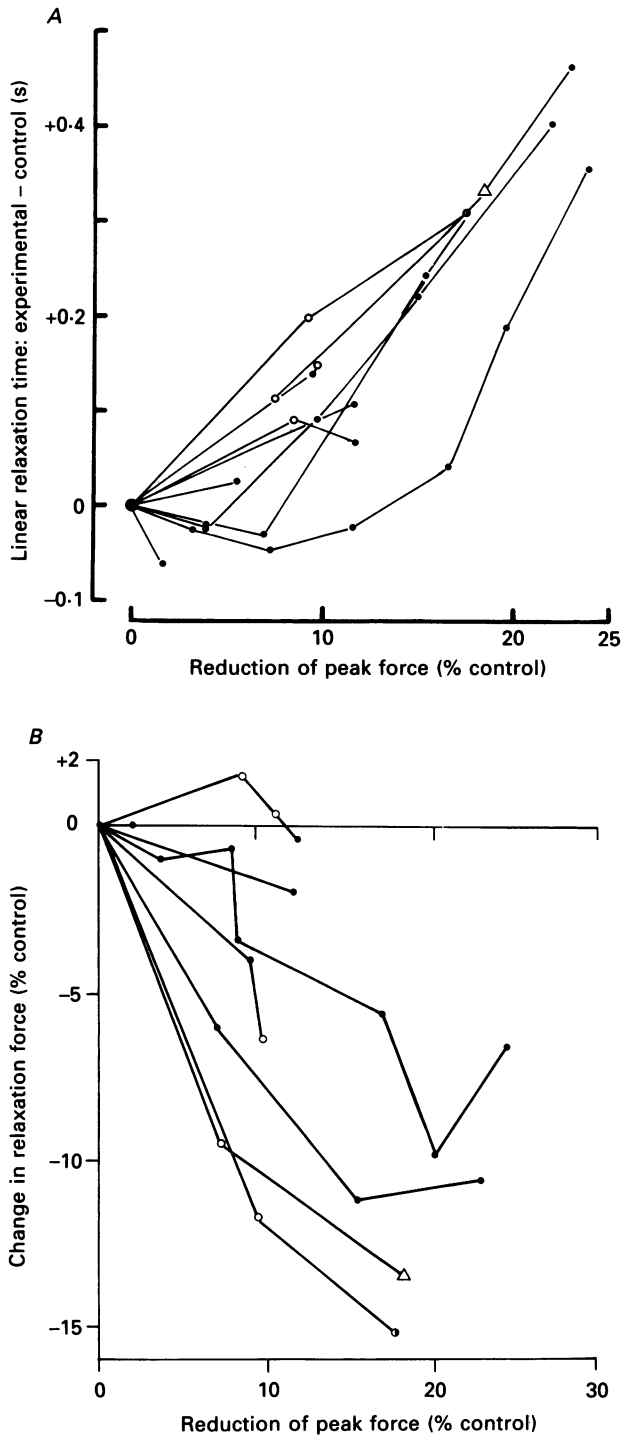 A
Linear relaxation time: experimental – control (s)
+0·4
+0·2
0
–0·1
0
10
20
25
Reduction of peak force (% control)
B
Change in relaxation force (% control)
+2
0
–5
–10
–15
0
10
20
30
Reduction of peak force (% control)